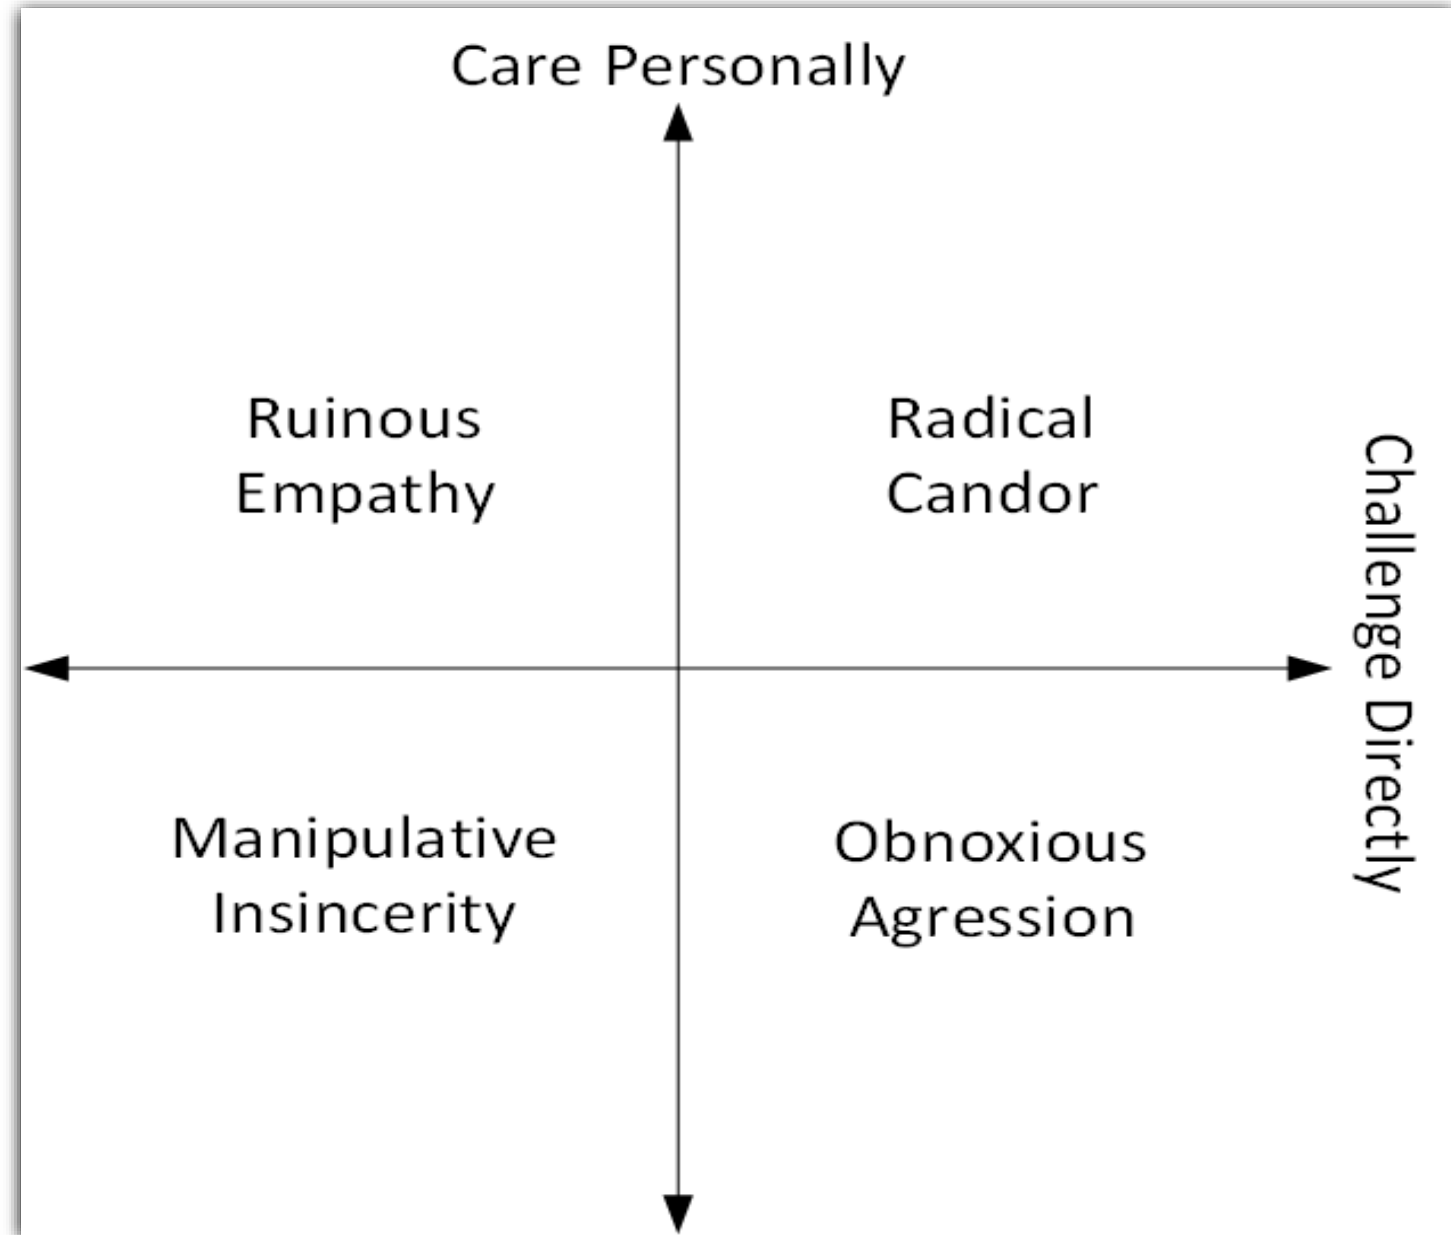 Care Personally
Ruinous
Empathy
Radical
Candor
Challenge Directly
Manipulative
Insincerity
Obnoxious
Agression